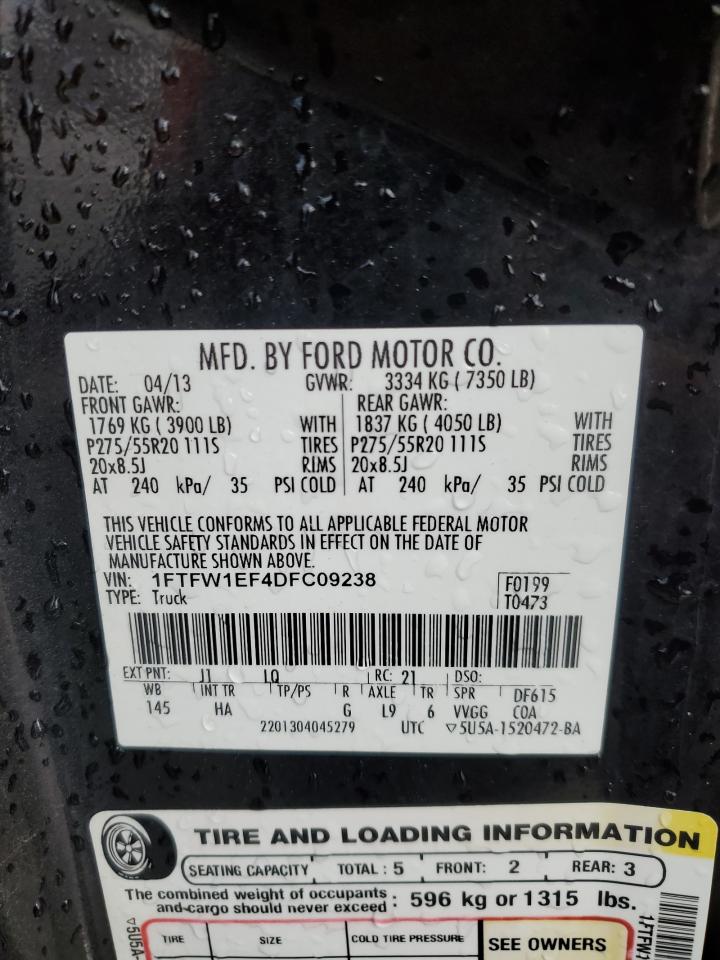 MFD. BY FORD MOTOR CO.
DATE: 04/13 GVWR: 3334 KG ( 7350 LB)
FRONT GAWR: REAR GAWR:
1769 KG ( 3900 LB) WITH 1837 KG ( 4050 LB) WITH
P275/55R20 111S TIRES P275/55R20 111S TIRES
20x8.5J RIMS 20x8.5J RIMS
AT 240 kPa/ 35 PSI COLD AT 240 kPa/ 35 PSI COLD
THIS VEHICLE CONFORMS TO ALL APPLICABLE FEDERAL MOTOR
VEHICLE SAFETY STANDARDS IN EFFECT ON THE DATE OF
MANUFACTURE SHOWN ABOVE.
VIN: 1FTFW1EF4DFC09238 F0199
TYPE: Truck T0473
EXT PNT: J1 LQ RC: 21 DSO:
WB INT TR TP/PS R AXLE TR SPR DF615
145 HA G L9 6 VVGG COA
2201304045279 UTC ▽5U5A-1520472-BA
TIRE AND LOADING INFORMATION
SEATING CAPACITY TOTAL : 5 FRONT: 2 REAR: 3
The combined weight of occupants : 596 kg or 1315 lbs.
and cargo should never exceed
TIRE SIZE COLD TIRE PRESSURE SEE OWNERS
▽5U5A
1FTFW1